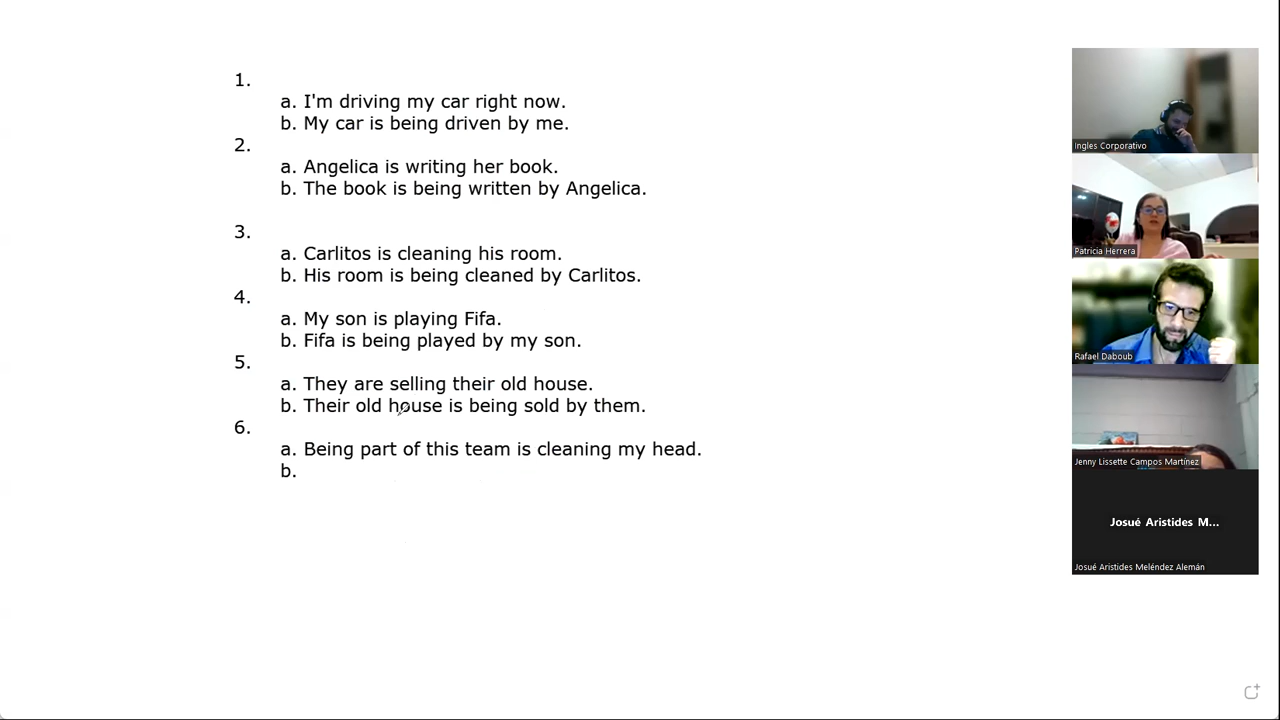 1.
a. I'm driving my car right now.
b. My car is being driven by me.
2.
a. Angelica is writing her book.
b. The book is being written by Angelica.
3.
a. Carlitos is cleaning his room.
b. His room is being cleaned by Carlitos.
4.
a. My son is playing Fifa.
b. Fifa is being played by my son.
5.
a. They are selling their old house.
b. Their old house is being sold by them.
6.
a. Being part of this team is cleaning my head.
b.
Ingles Corporativo
Patricia Herrera
Rafael Daboub
Jenny Lissette Campos Martínez
Josué Aristides M...
Josué Aristides Meléndez Alemán